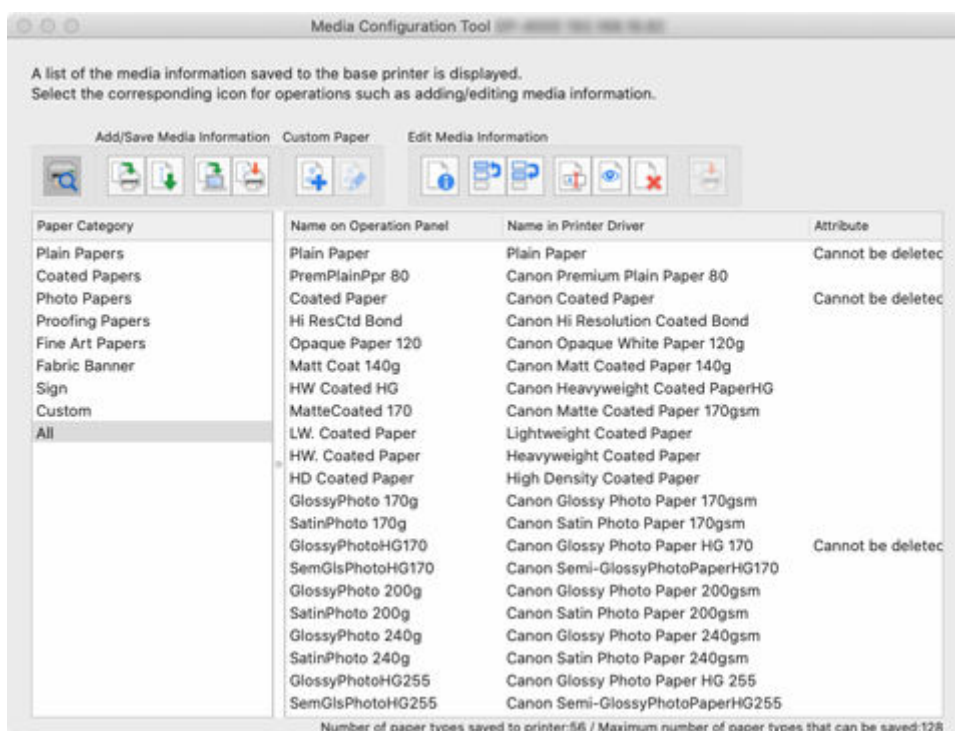 Media Configuration Tool
A list of the media information saved to the base printer is displayed.
Select the corresponding icon for operations such as adding/editing media information.
Add/Save Media Information Custom Paper Edit Media Information
Paper Category Name on Operation Panel Name in Printer Driver Attribute
Plain Papers Plain Paper Plain Paper Cannot be deleted
Coated Papers PremPlainPpr 80 Canon Premium Plain Paper 80
Photo Papers Coated Paper Canon Coated Paper Cannot be deleted
Proofing Papers Hi ResCtd Bond Canon Hi Resolution Coated Bond
Fine Art Papers Opaque Paper 120 Canon Opaque White Paper 120g
Fabric Banner Matt Coat 140g Canon Matt Coated Paper 140g
Sign HW Coated HG Canon Heavyweight Coated PaperHG
Custom MatteCoated 170 Canon Matte Coated Paper 170gsm
All LW. Coated Paper Lightweight Coated Paper
HW. Coated Paper Heavyweight Coated Paper
HD Coated Paper High Density Coated Paper
GlossyPhoto 170g Canon Glossy Photo Paper 170gsm
SatinPhoto 170g Canon Satin Photo Paper 170gsm
GlossyPhotoHG170 Canon Glossy Photo Paper HG 170 Cannot be deleted
SemGlsPhotoHG170 Canon Semi-GlossyPhotoPaperHG170
GlossyPhoto 200g Canon Glossy Photo Paper 200gsm
SatinPhoto 200g Canon Satin Photo Paper 200gsm
GlossyPhoto 240g Canon Glossy Photo Paper 240gsm
SatinPhoto 240g Canon Satin Photo Paper 240gsm
GlossyPhotoHG255 Canon Glossy Photo Paper HG 255
SemGlsPhotoHG255 Canon Semi-GlossyPhotoPaperHG255
Number of paper types saved to printer:56 / Maximum number of paper types that can be saved:128